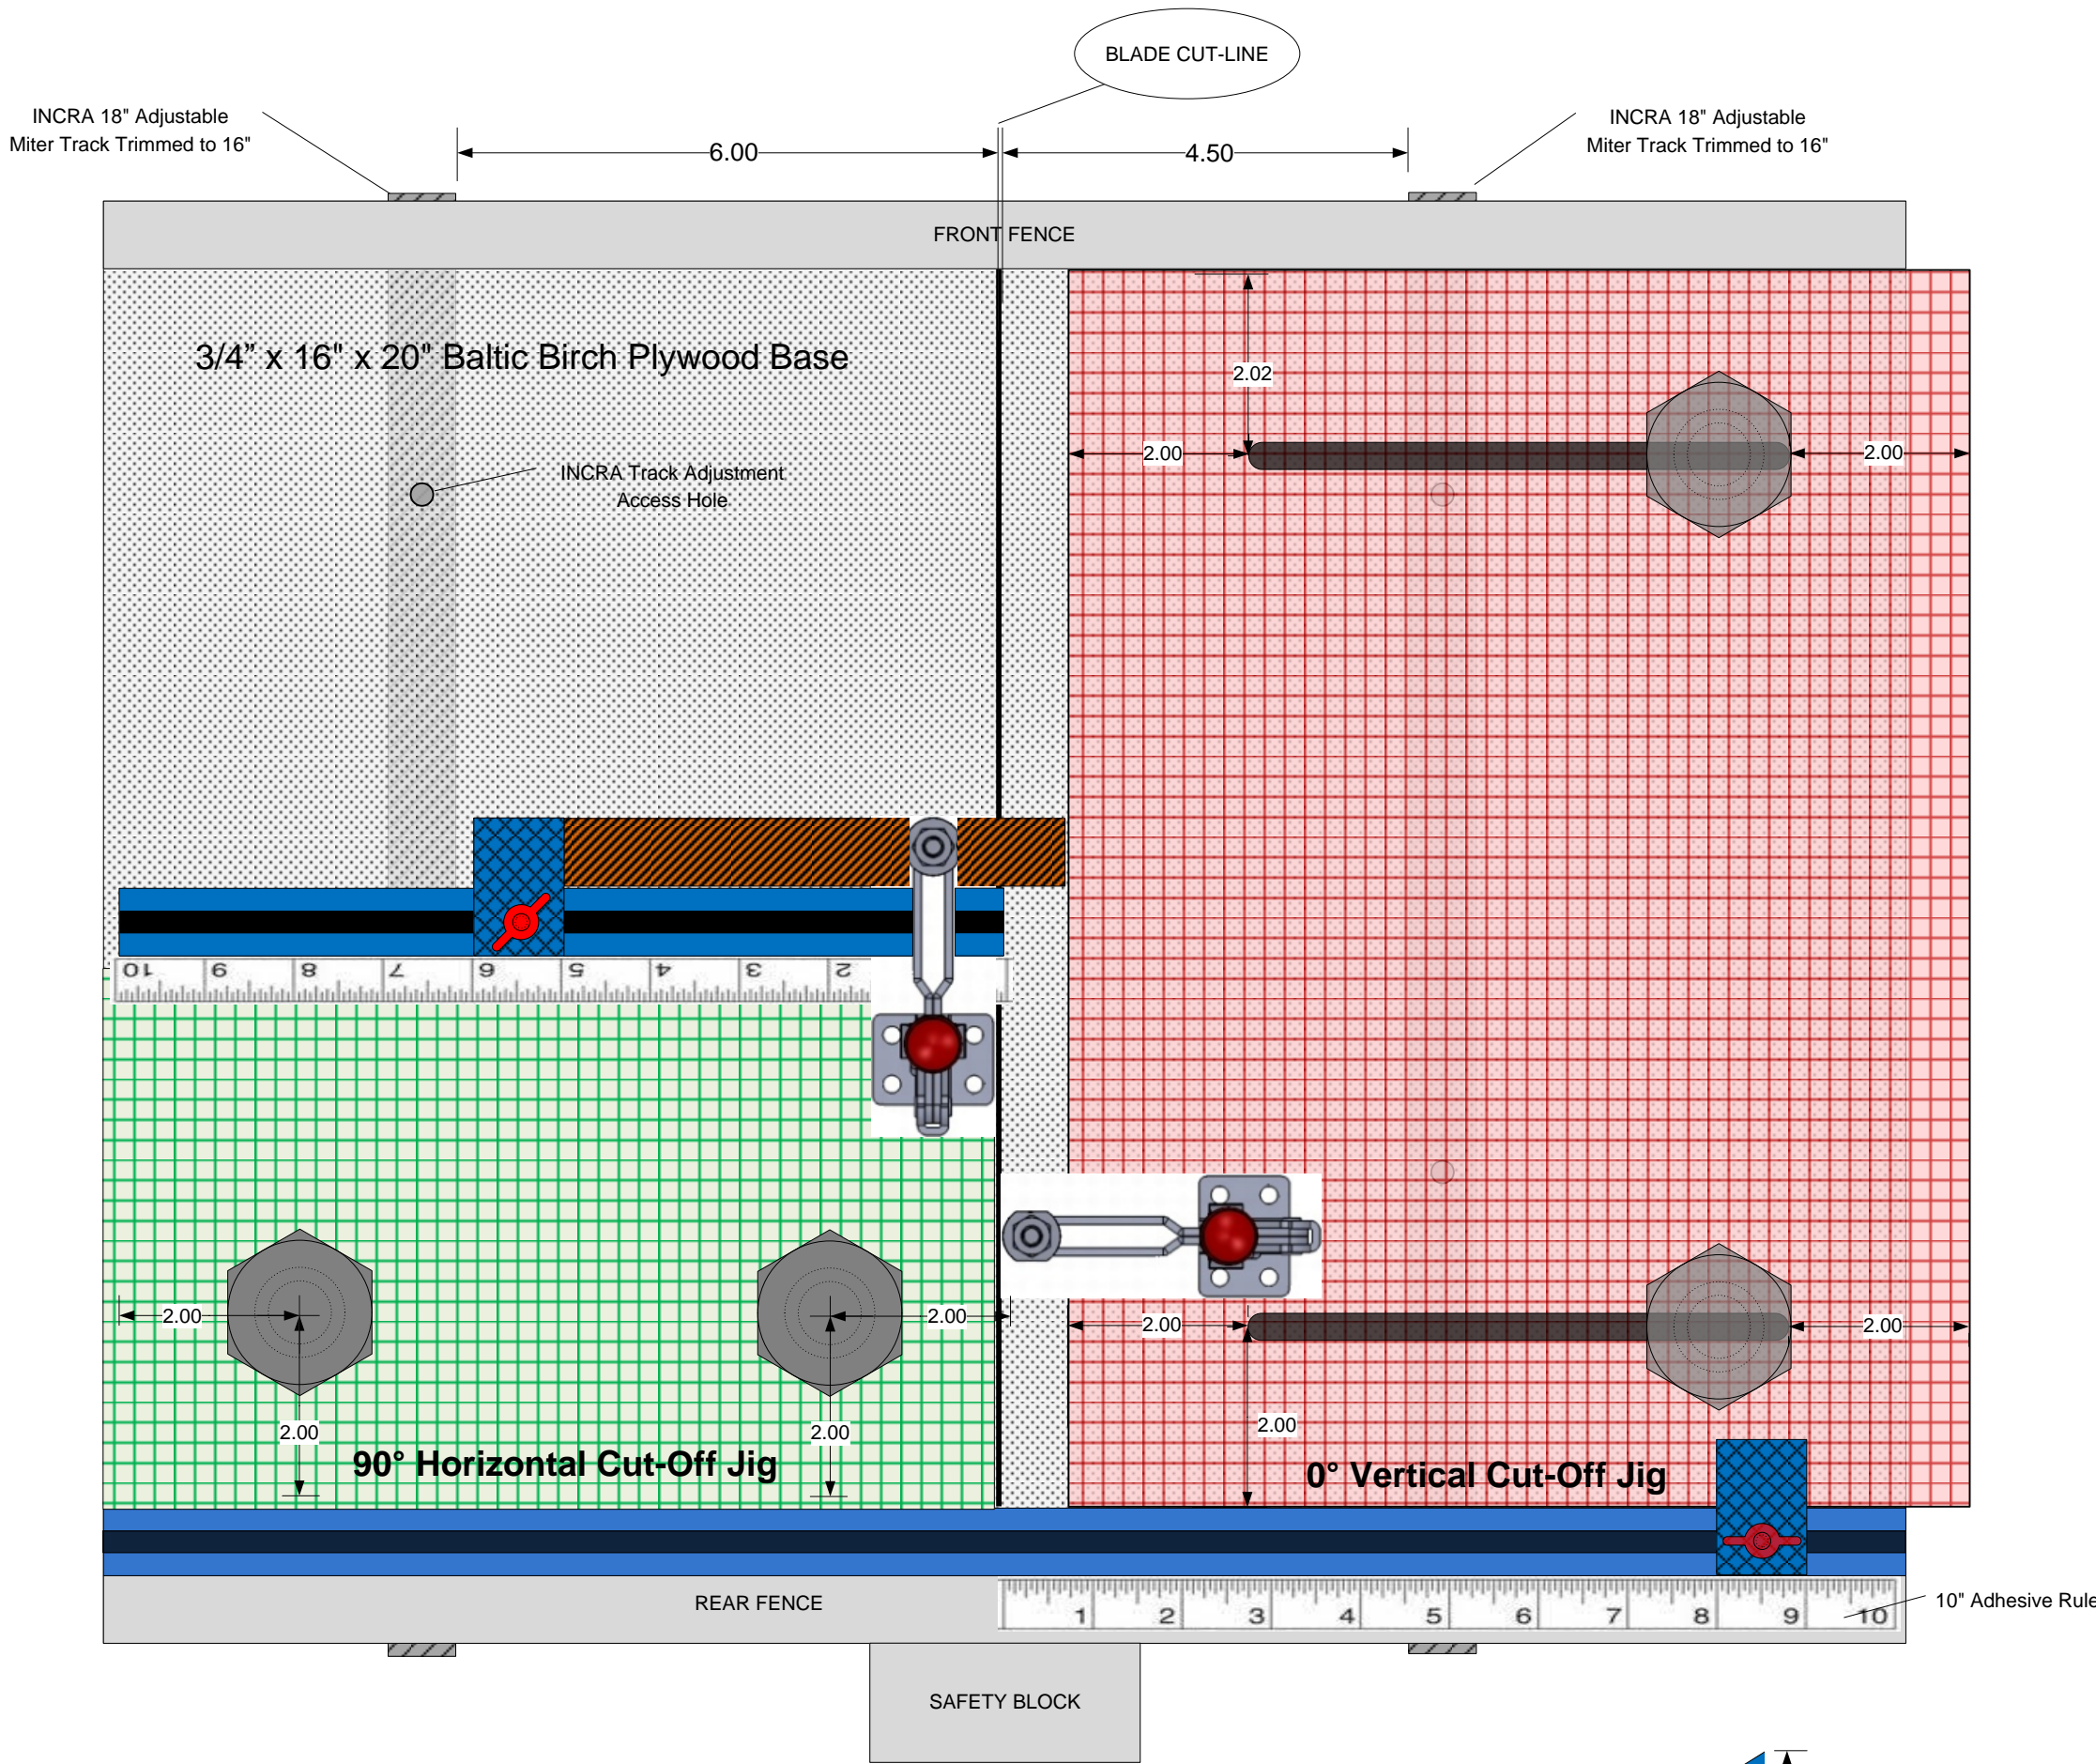 BLADE CUT-LINE
INCRA 18" Adjustable
Miter Track Trimmed to 16"
INCRA 18" Adjustable
Miter Track Trimmed to 16"
6.00
4.50
FRONT FENCE
3/4” x 16" x 20" Baltic Birch Plywood Base
2.02
INCRA Track Adjustment
Access Hole
2.00
2.00
10 9 8 7 6 5 4 3 2
2.00
2.00
2.00
2.00
2.00
2.00
2.00
90° Horizontal Cut-Off Jig
0° Vertical Cut-Off Jig
REAR FENCE
1 2 3 4 5 6 7 8 9 10
10" Adhesive Rule
SAFETY BLOCK